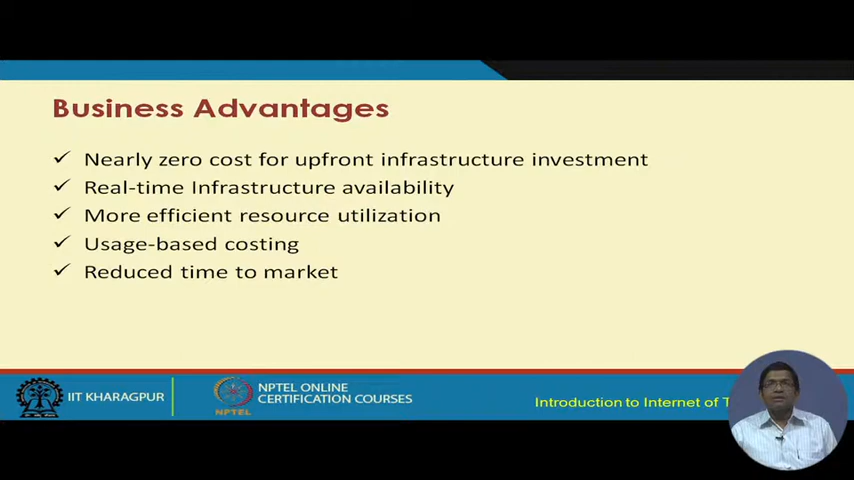 Business Advantages
✓ Nearly zero cost for upfront infrastructure investment
✓ Real-time Infrastructure availability
✓ More efficient resource utilization
✓ Usage-based costing
✓ Reduced time to market
IIT KHARAGPUR
NPTEL ONLINE
CERTIFICATION COURSES
NPTEL
Introduction to Internet of T